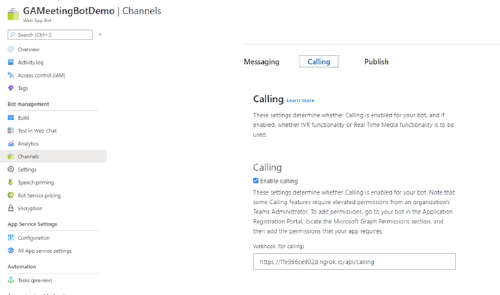 GAMeetingBotDemo | Channels
Web App Bot
Search (Ctrl+/)
Overview
Activity log
Access control (IAM)
Tags
Bot management
Build
Test in Web Chat
Analytics
Channels
Settings
Speech priming
Bot Service pricing
Encryption
App Service Settings
Configuration
All App service settings
Automation
Tasks (preview)
Messaging
Calling
Publish
Calling Learn more
These settings determine whether Calling is enabled for your bot, and if
enabled, whether IVR functionality or Real Time Media functionality is to be
used.
Calling
Enable calling
These settings determine whether Calling is enabled for your bot. Note that
some Calling features require elevated permissions from an organization's
Teams Administrator. To add permissions, go to your bot in the Application
Registration Portal, locate the Microsoft Graph Permissions section, and
then add the permissions that your app requires.
Webhook (for calling)
https://ffe966ce902d.ngrok.io/api/calling